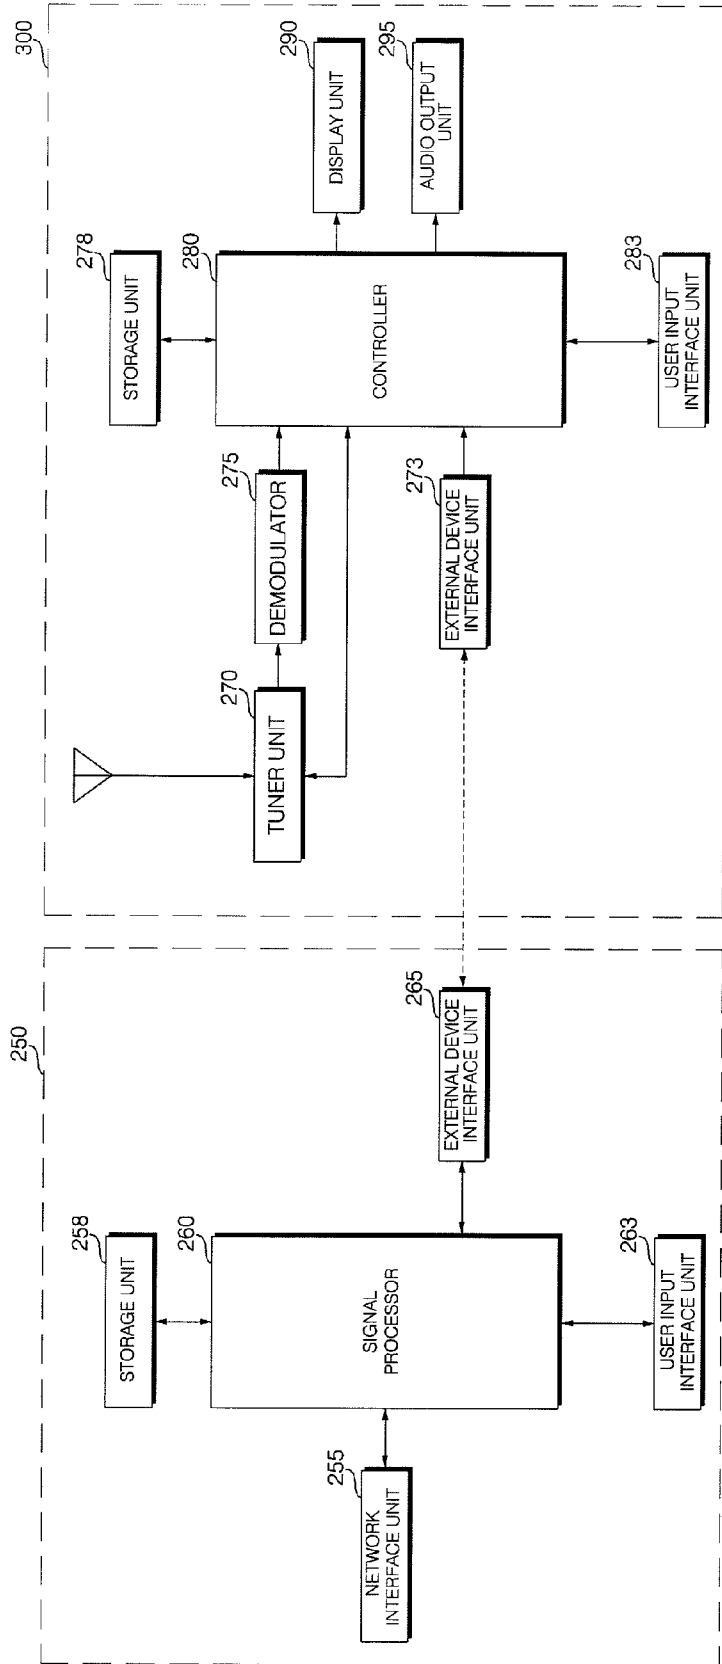 250
258
STORAGE UNIT
260
SIGNAL
PROCESSOR
255
NETWORK
INTERFACE UNIT
265
EXTERNAL DEVICE
INTERFACE UNIT
263
USER INPUT
INTERFACE UNIT
300
270
TUNER UNIT
275
DEMODULATOR
278
STORAGE UNIT
280
CONTROLLER
273
EXTERNAL DEVICE
INTERFACE UNIT
283
USER INPUT
INTERFACE UNIT
290
DISPLAY UNIT
295
AUDIO OUTPUT
UNIT